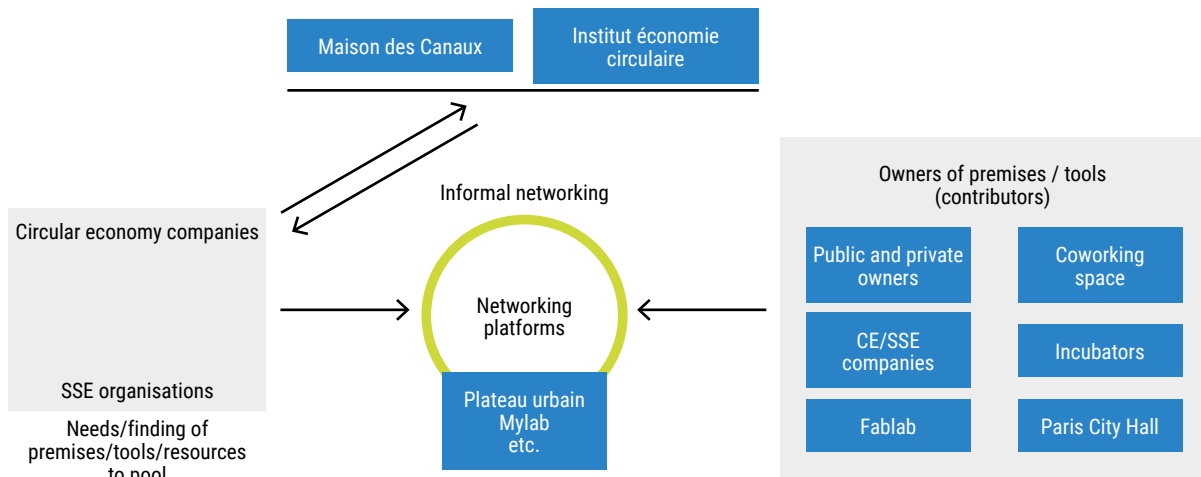 Maison des Canaux
Institut économie
circulaire
Informal networking
Circular economy companies
SSE organisations
Needs/finding of
premises/tools/resources
to pool
Networking
platforms
Plateau urbain
Mylab
etc.
Owners of premises / tools
(contributors)
Public and private
owners
Coworking
space
CE/SSE
companies
Incubators
Fablab
Paris City Hall